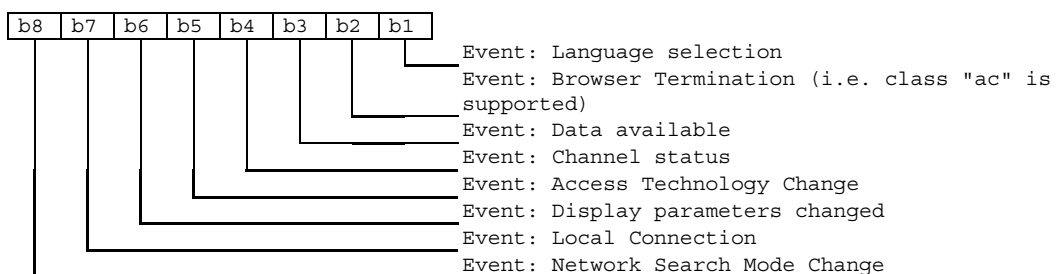 b8 b7 b6 b5 b4 b3 b2 b1
Event: Language selection
Event: Browser Termination (i.e. class "ac" is
supported)
Event: Data available
Event: Channel status
Event: Access Technology Change
Event: Display parameters changed
Event: Local Connection
Event: Network Search Mode Change